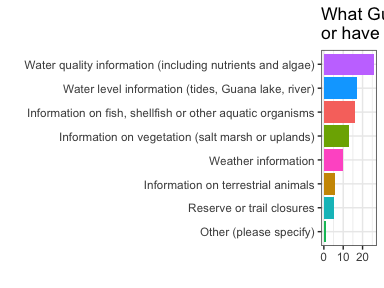 What Gu
or have
Water quality information (including nutrients and algae)
Water level information (tides, Guana lake, river)
Information on fish, shellfish or other aquatic organisms
Information on vegetation (salt marsh or uplands)
Weather information
Information on terrestrial animals
Reserve or trail closures
Other (please specify)
0 10 20